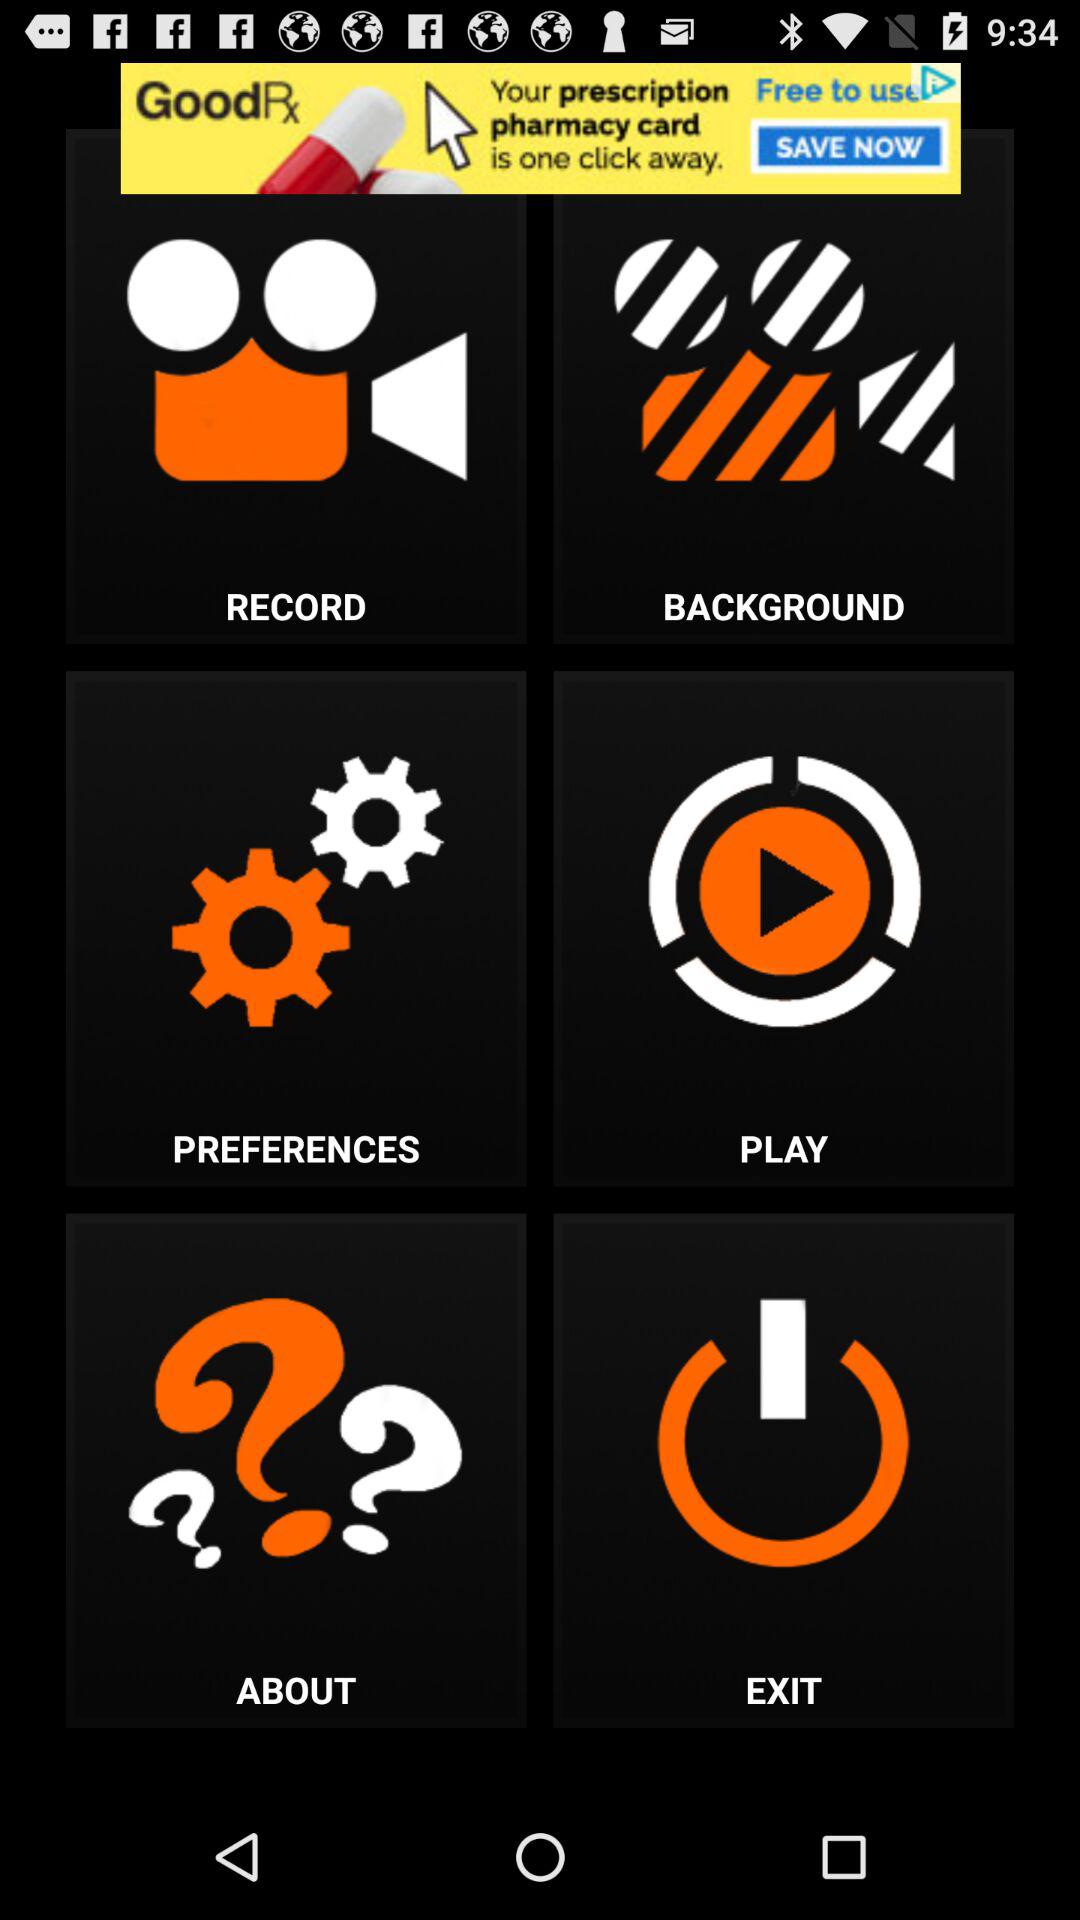 9:34
GoodRx
Your prescription
pharmacy card
is one click away.
Free to use
SAVE NOW
RECORD
BACKGROUND
PREFERENCES
PLAY
ABOUT
EXIT